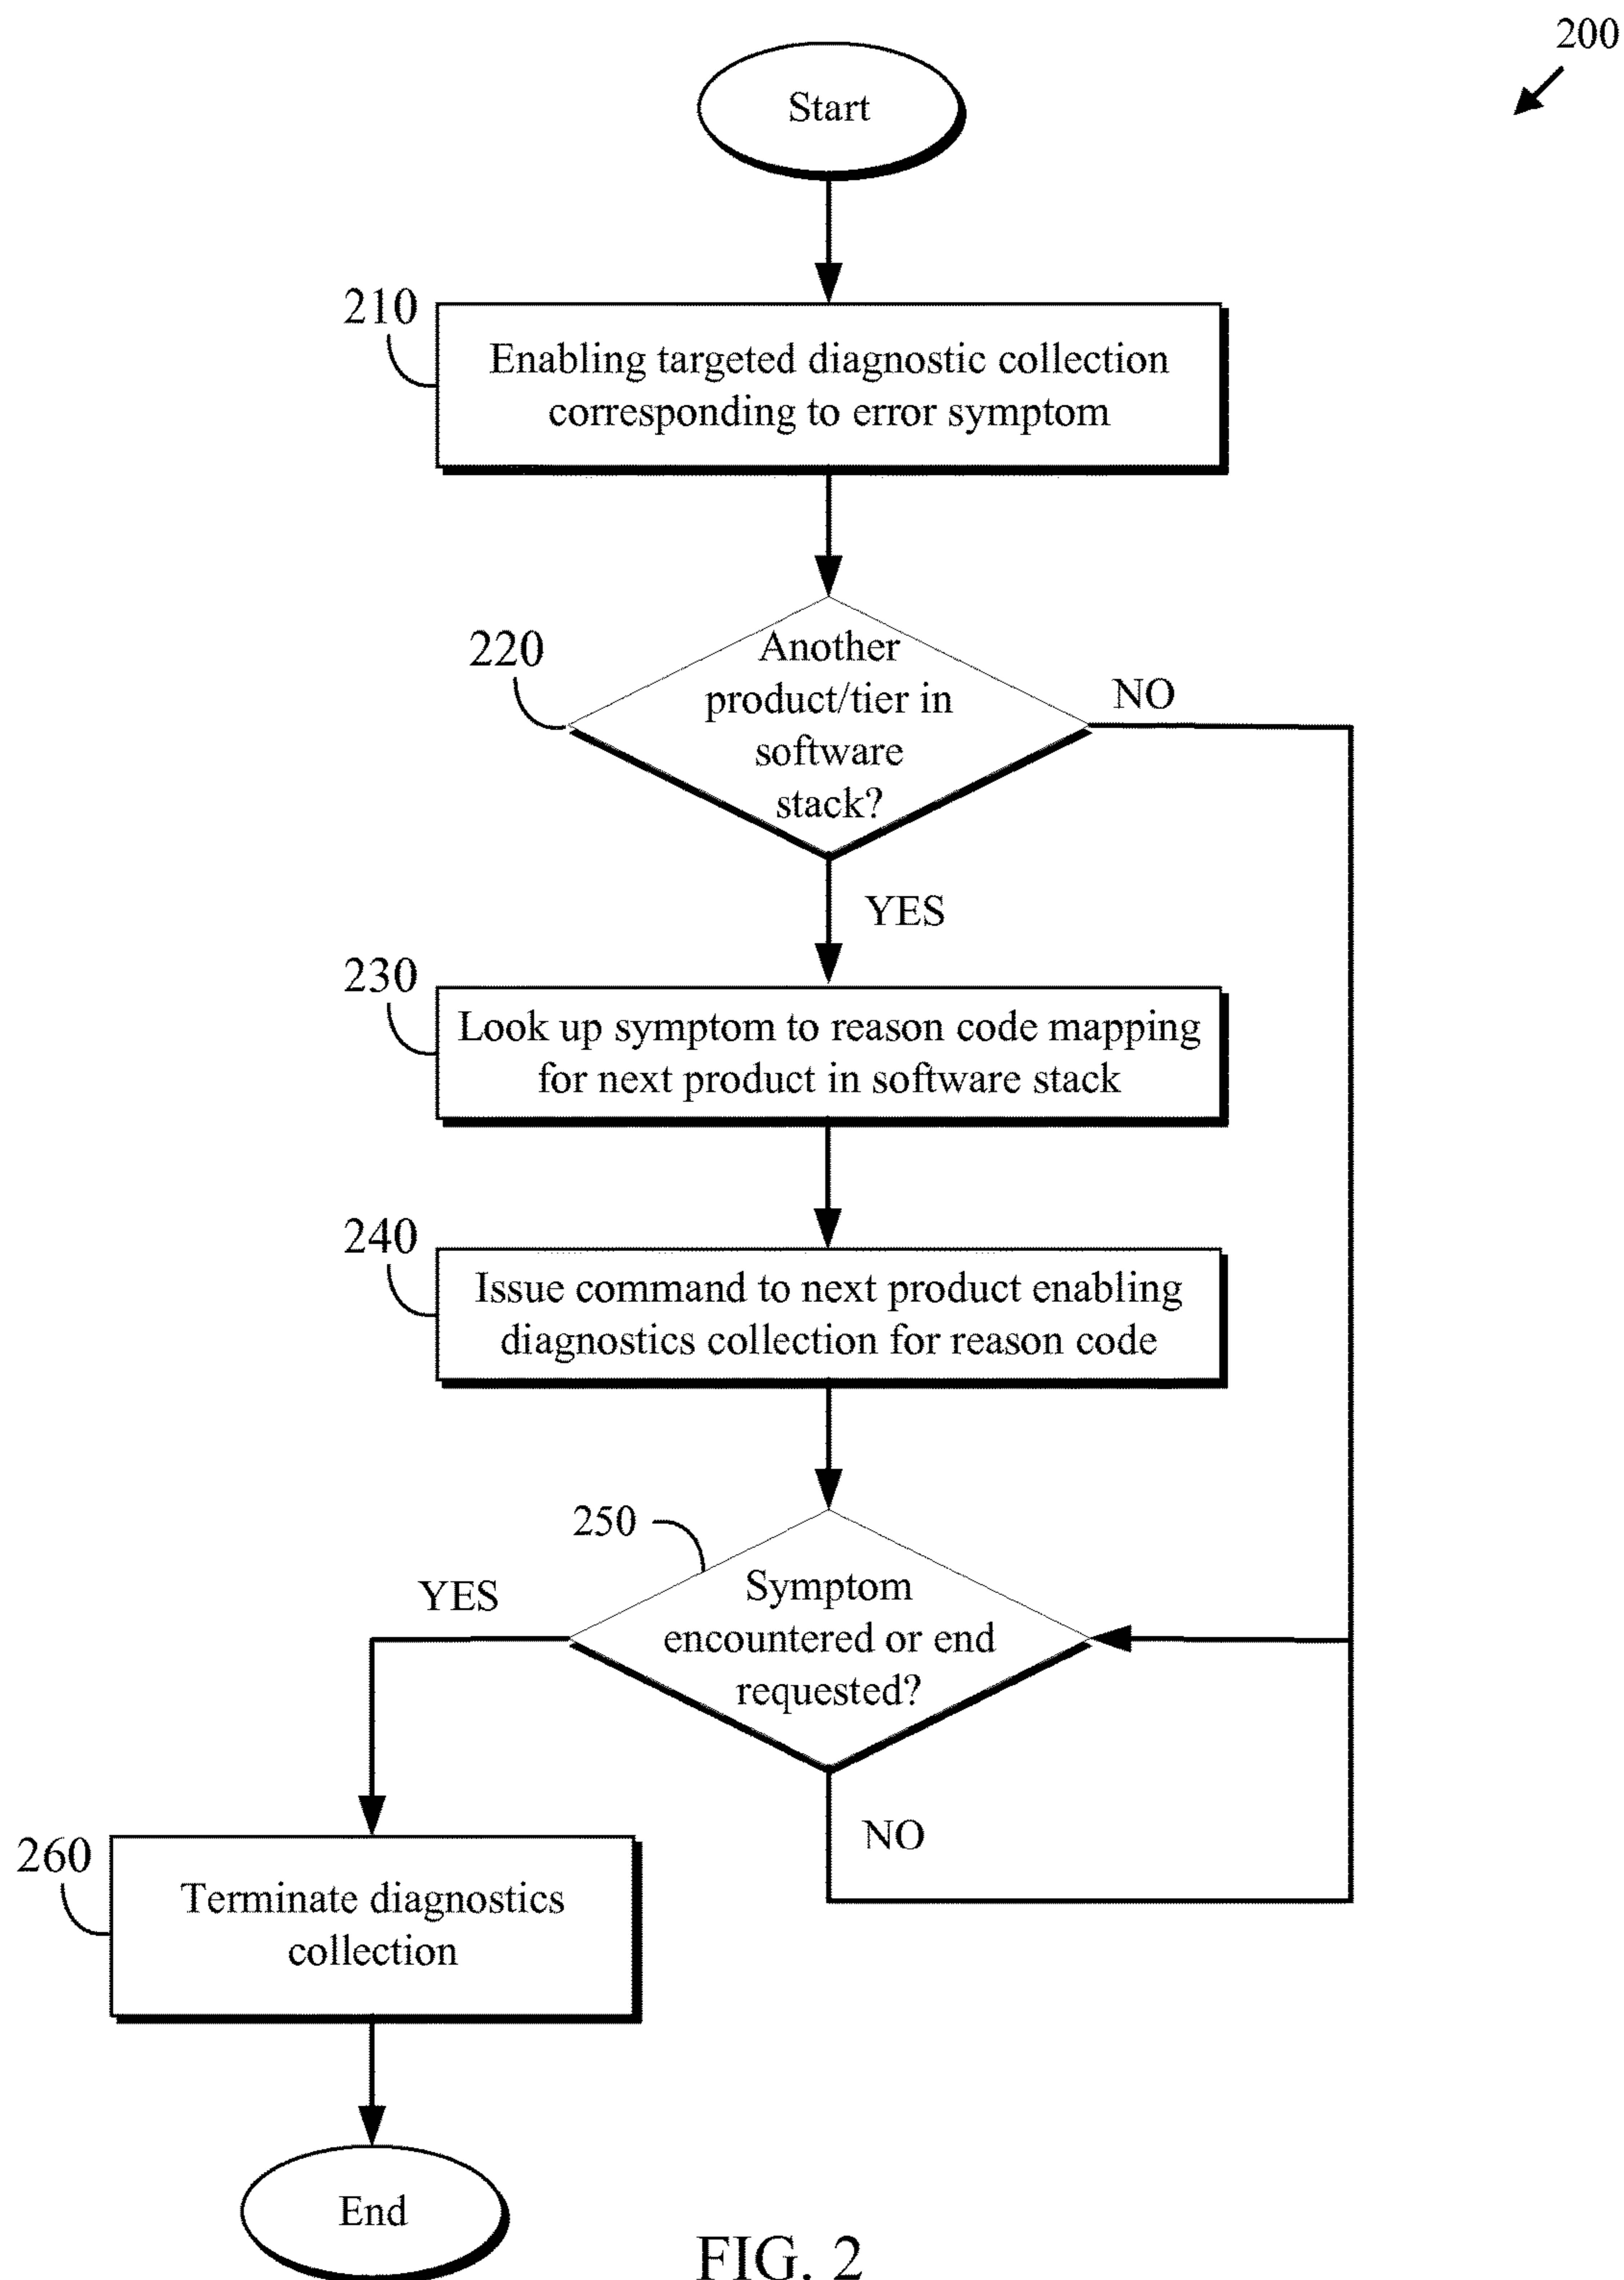 200
Start
210
Enabling targeted diagnostic collection
corresponding to error symptom
220
Another
product/tier in
software
stack?
NO
YES
230
Look up symptom to reason code mapping
for next product in software stack
240
Issue command to next product enabling
diagnostics collection for reason code
250
Symptom
encountered or end
requested?
YES
NO
260
Terminate diagnostics
collection
End
FIG. 2